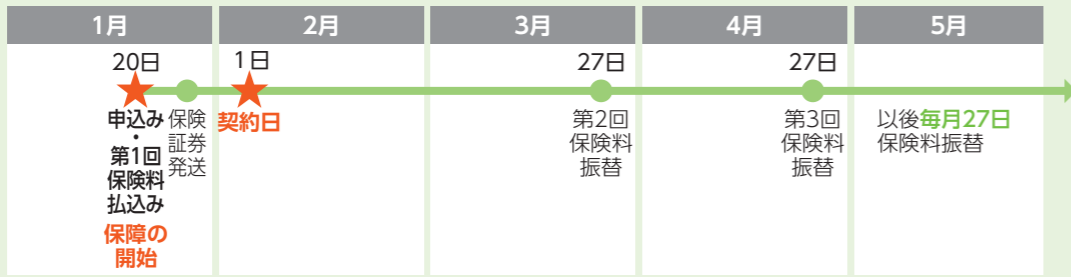 1月
2月
3月
4月
5月
20日
1日
27日
27日
申込み
・
第1回
保険料
払込み
保障の
開始
保険
証券
発送
契約日
第2回
保険料
振替
第3回
保険料
振替
以後毎月27日
保険料振替